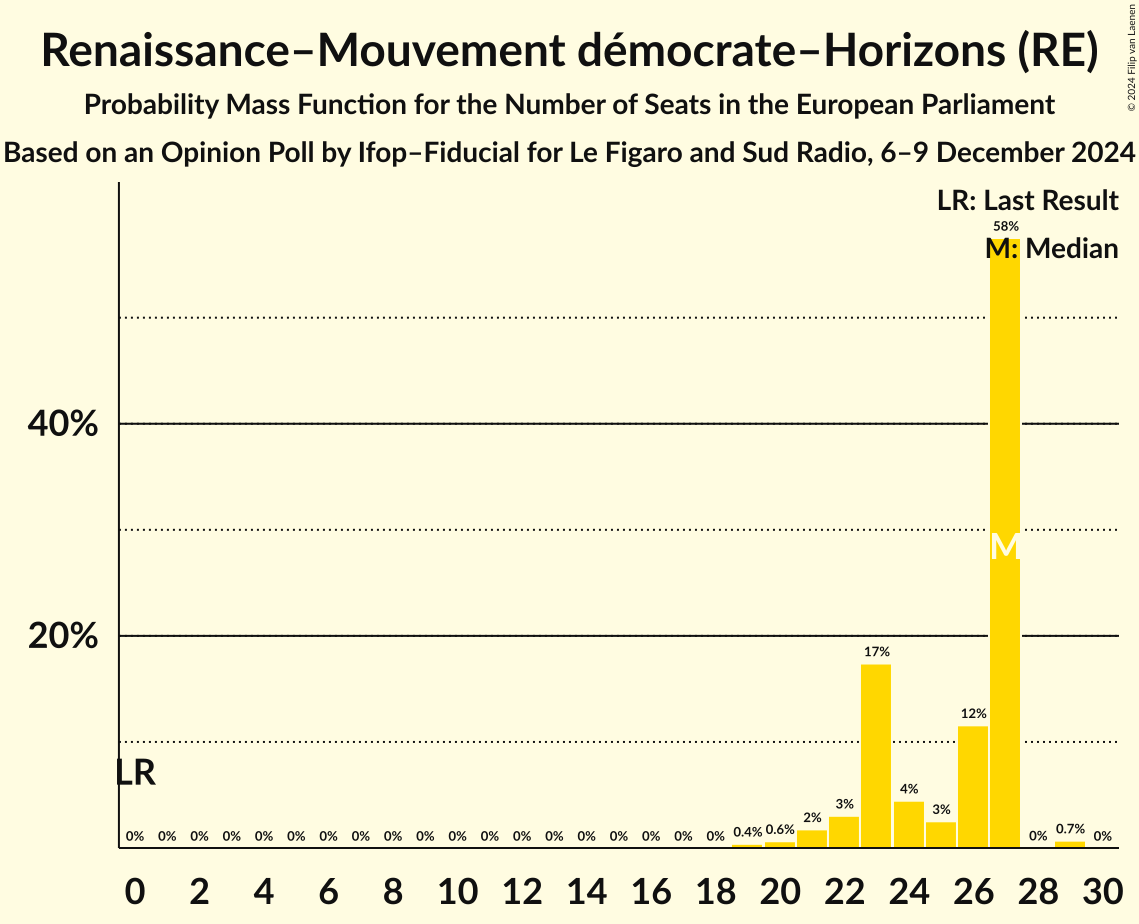 Renaissance–Mouvement démocrate–Horizons (RE)
Probability Mass Function for the Number of Seats in the European Parliament
Based on an Opinion Poll by Ifop–Fiducial for Le Figaro and Sud Radio, 6–9 December 2024
© 2024 Filip van Laenen
LR: Last Result
58%
M: Median
40%
M
20%
17%
12%
LR
4%
3%
3%
2%
0% 0% 0% 0% 0% 0% 0% 0% 0% 0% 0% 0% 0% 0% 0% 0% 0% 0% 0% 0.4% 0.6% 0% 0.7% 0%
0 2 4 6 8 10 12 14 16 18 20 22 24 26 28 30